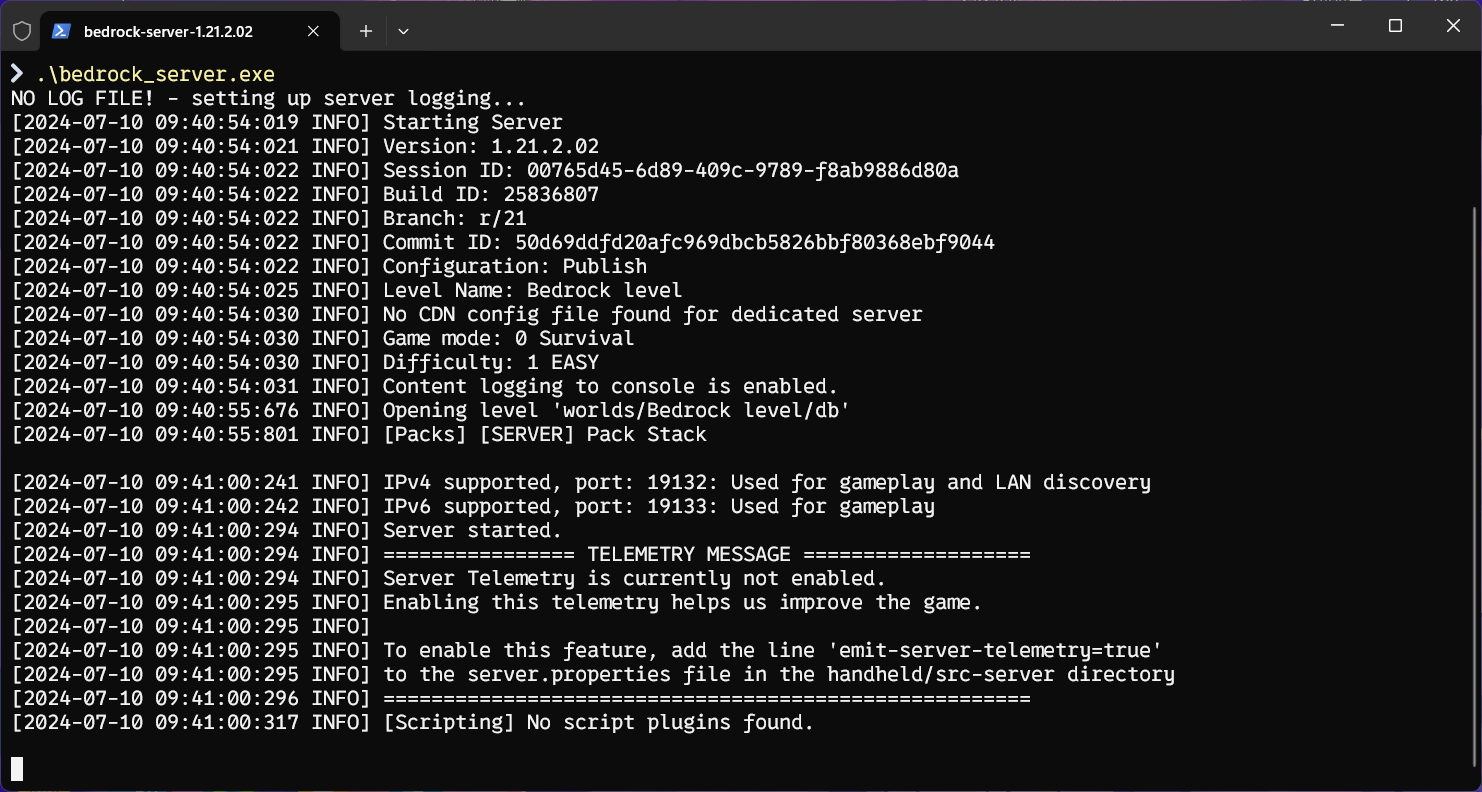 bedrock-server-1.21.2.02
❯ .\bedrock_server.exe
NO LOG FILE! - setting up server logging...
[2024-07-10 09:40:54:019 INFO] Starting Server
[2024-07-10 09:40:54:021 INFO] Version: 1.21.2.02
[2024-07-10 09:40:54:022 INFO] Session ID: 00765d45-6d89-409c-9789-f8ab9886d80a
[2024-07-10 09:40:54:022 INFO] Build ID: 25836807
[2024-07-10 09:40:54:022 INFO] Branch: r/21
[2024-07-10 09:40:54:022 INFO] Commit ID: 50d69ddfd20afc969dbcb5826bbf80368ebf9044
[2024-07-10 09:40:54:022 INFO] Configuration: Publish
[2024-07-10 09:40:54:025 INFO] Level Name: Bedrock level
[2024-07-10 09:40:54:030 INFO] No CDN config file found for dedicated server
[2024-07-10 09:40:54:030 INFO] Game mode: 0 Survival
[2024-07-10 09:40:54:030 INFO] Difficulty: 1 EASY
[2024-07-10 09:40:54:031 INFO] Content logging to console is enabled.
[2024-07-10 09:40:55:676 INFO] Opening level 'worlds/Bedrock level/db'
[2024-07-10 09:40:55:801 INFO] [Packs] [SERVER] Pack Stack
[2024-07-10 09:41:00:241 INFO] IPv4 supported, port: 19132: Used for gameplay and LAN discovery
[2024-07-10 09:41:00:242 INFO] IPv6 supported, port: 19133: Used for gameplay
[2024-07-10 09:41:00:294 INFO] Server started.
[2024-07-10 09:41:00:294 INFO] ================ TELEMETRY MESSAGE ===================
[2024-07-10 09:41:00:294 INFO] Server Telemetry is currently not enabled.
[2024-07-10 09:41:00:295 INFO] Enabling this telemetry helps us improve the game.
[2024-07-10 09:41:00:295 INFO]
[2024-07-10 09:41:00:295 INFO] To enable this feature, add the line 'emit-server-telemetry=true'
[2024-07-10 09:41:00:295 INFO] to the server.properties file in the handheld/src-server directory
[2024-07-10 09:41:00:296 INFO] ======================================================
[2024-07-10 09:41:00:317 INFO] [Scripting] No script plugins found.